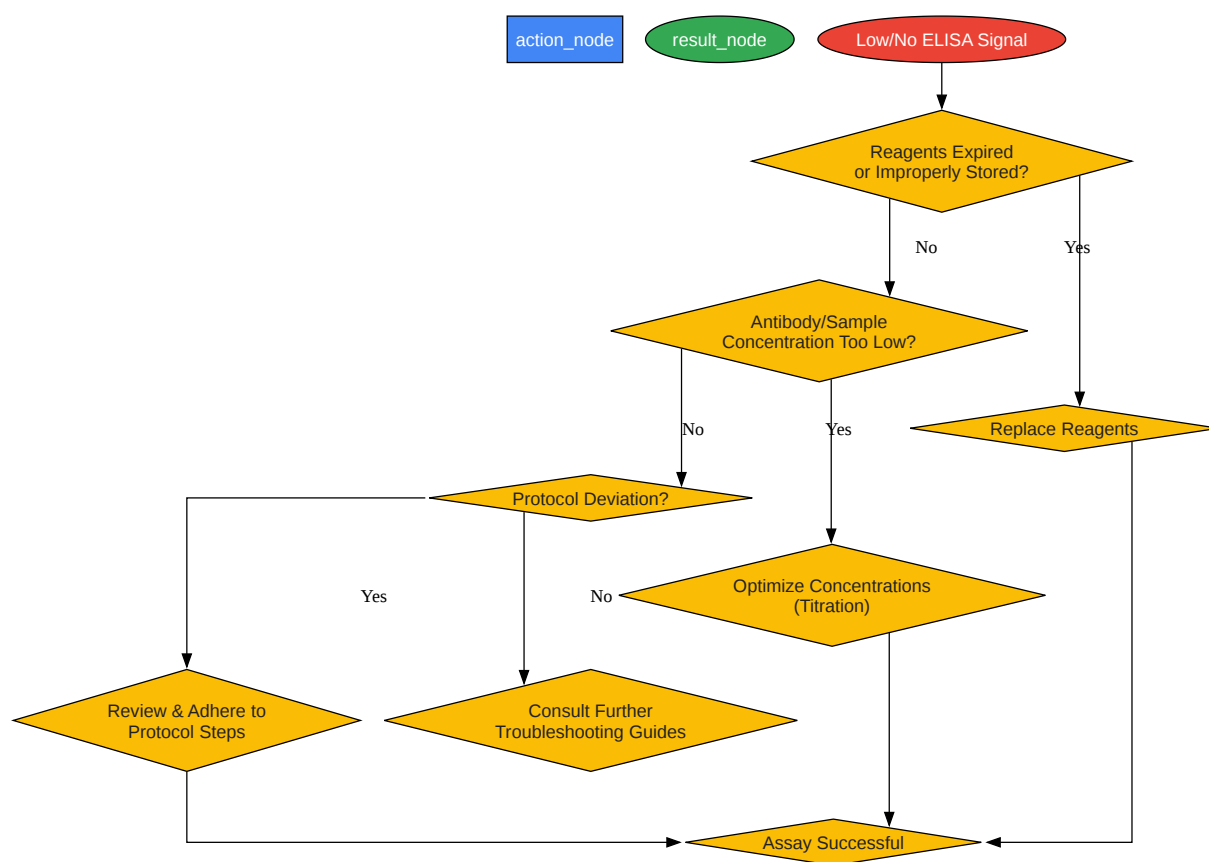 action_node
result_node
Low/No ELISA Signal
Reagents Expired
or Improperly Stored?
No
Yes
Antibody/Sample
Concentration Too Low?
No
Yes
Replace Reagents
Protocol Deviation?
Yes
No
Optimize Concentrations
(Titration)
Review & Adhere to
Protocol Steps
Consult Further
Troubleshooting Guides
Assay Successful